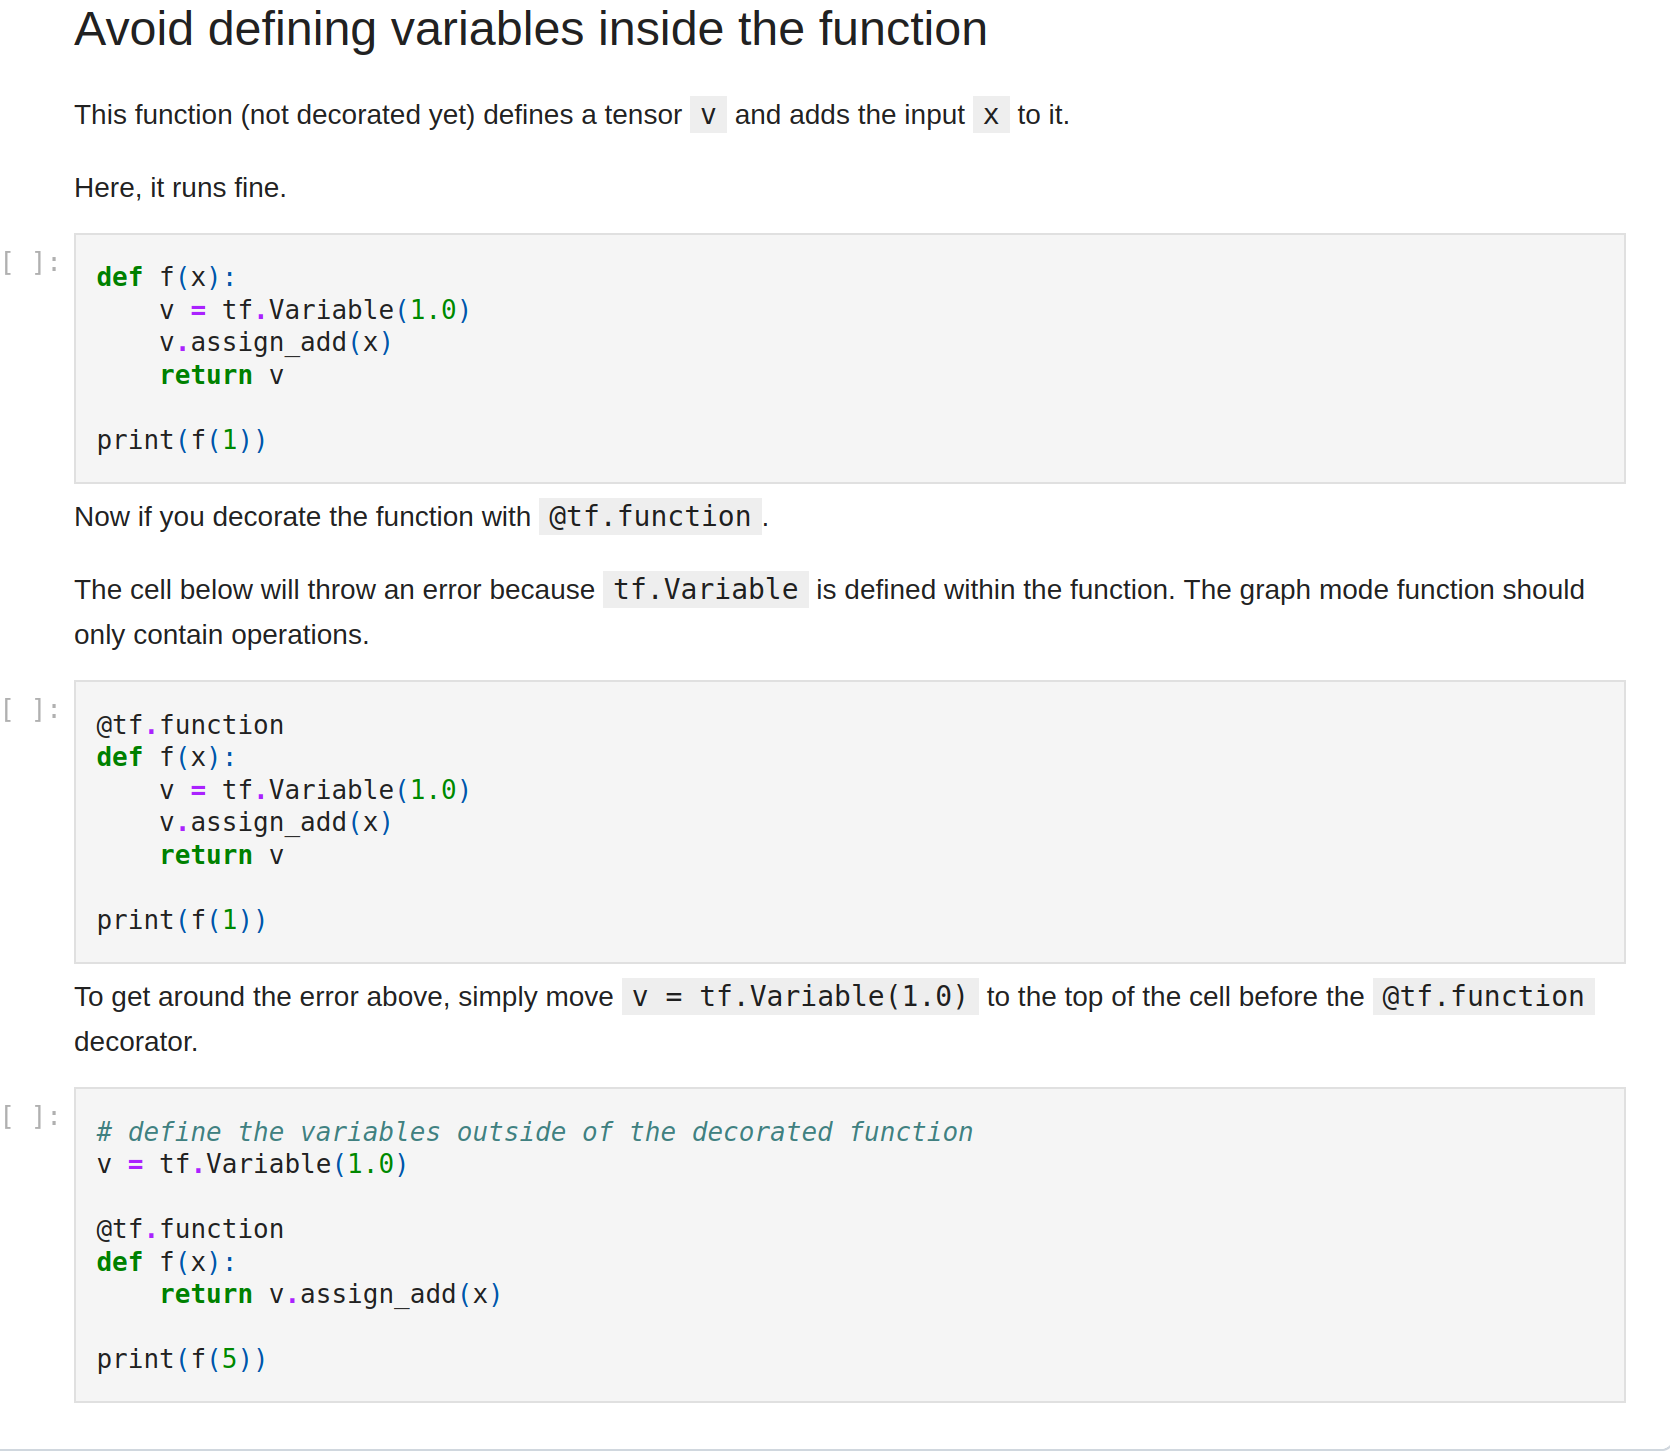 Avoid defining variables inside the function
This function (not decorated yet) defines a tensor v and adds the input x to it.
Here, it runs fine.
[ ]:
def f(x):
    v = tf.Variable(1.0)
    v.assign_add(x)
    return v

print(f(1))
Now if you decorate the function with @tf.function.
The cell below will throw an error because tf.Variable is defined within the function. The graph mode function should
only contain operations.
[ ]:
@tf.function
def f(x):
    v = tf.Variable(1.0)
    v.assign_add(x)
    return v

print(f(1))
To get around the error above, simply move v = tf.Variable(1.0) to the top of the cell before the @tf.function
decorator.
[ ]:
# define the variables outside of the decorated function
v = tf.Variable(1.0)

@tf.function
def f(x):
    return v.assign_add(x)

print(f(5))